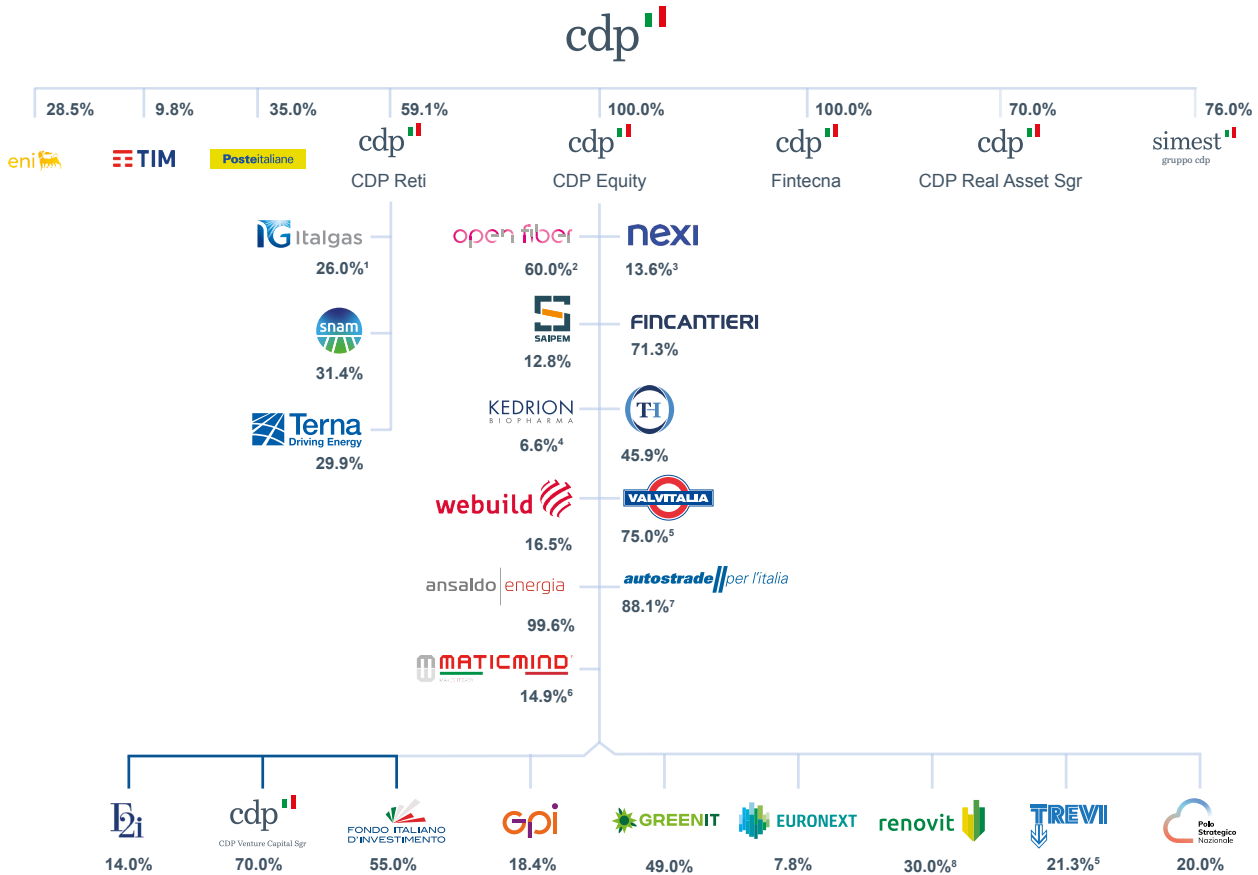 cdp
28.5%
9.8%
35.0%
59.1%
100.0%
100.0%
70.0%
76.0%
eni
TIM
Posteitaliane
cdp
CDP Reti
cdp
CDP Equity
cdp
Fintecna
cdp
CDP Real Asset Sgr
simest
gruppo cdp
IG Italgas
26.0%¹
open fiber
60.0%²
nexi
13.6%³
snam
31.4%
SAIPEM
12.8%
FINCANTIERI
71.3%
Terna
Driving Energy
29.9%
KEDRION
BIOPHARMA
6.6%⁴
TH
45.9%
webuild
16.5%
VALVITALIA
75.0%⁵
ansaldo energia
99.6%
autostrade per l'italia
88.1%⁷
MATICMIND
14.9%⁶
F2i
14.0%
cdp
CDP Venture Capital Sgr
70.0%
FONDO ITALIANO
D'INVESTIMENTO
55.0%
GPI
18.4%
GREENIT
49.0%
EURONEXT
7.8%
renovit
30.0%⁸
TREVI
21.3%⁵
Polo
Strategico
Nazionale
20.0%